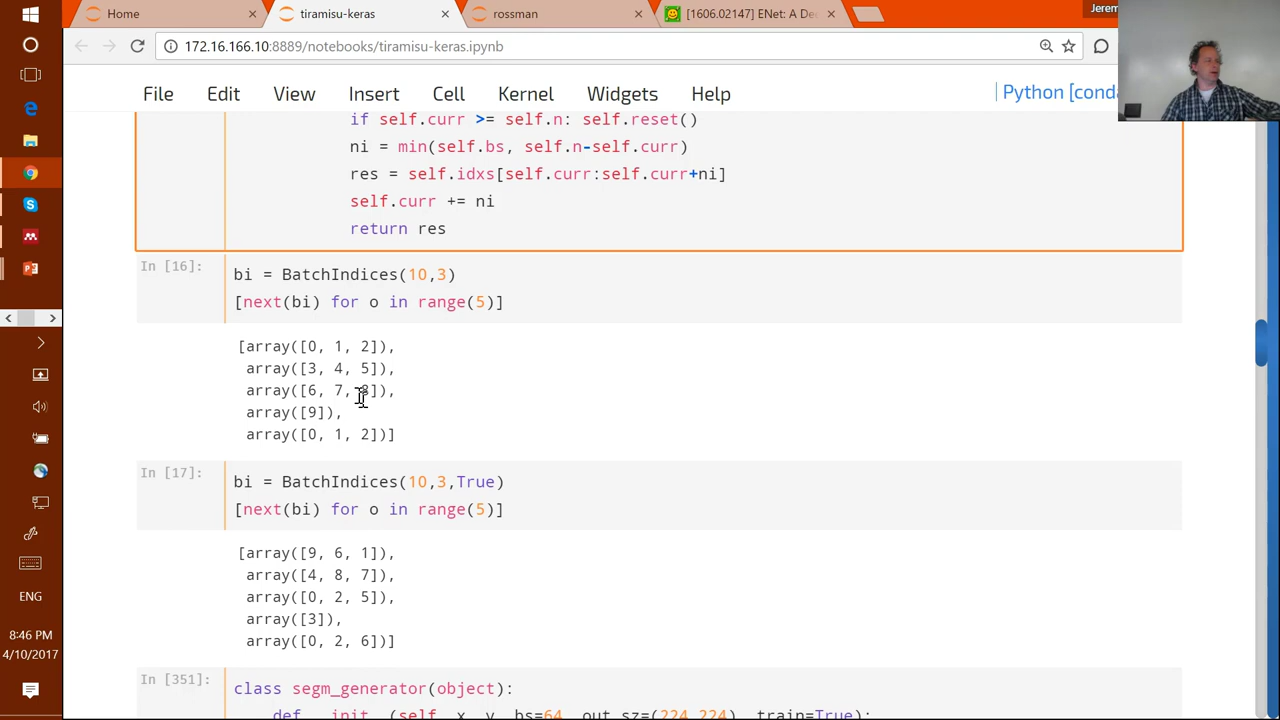 Home
tiramisu-keras
rossman
[1606.02147] ENet: A De
Jerem
172.16.166.10:8889/notebooks/tiramisu-keras.ipynb
File Edit View Insert Cell Kernel Widgets Help
Python [conda
if self.curr >= self.n: self.reset()
ni = min(self.bs, self.n-self.curr)
res = self.idxs[self.curr:self.curr+ni]
self.curr += ni
return res
In [16]:
bi = BatchIndices(10,3)
[next(bi) for o in range(5)]
[array([0, 1, 2]),
array([3, 4, 5]),
array([6, 7, 8]),
array([9]),
array([0, 1, 2])]
In [17]:
bi = BatchIndices(10,3,True)
[next(bi) for o in range(5)]
[array([9, 6, 1]),
array([4, 8, 7]),
array([0, 2, 5]),
array([3]),
array([0, 2, 6])]
In [351]:
class segm_generator(object):
def __init__(self, x, y, bs=64, out_sz=(224,224), train=True):
ENG
8:46 PM
4/10/2017